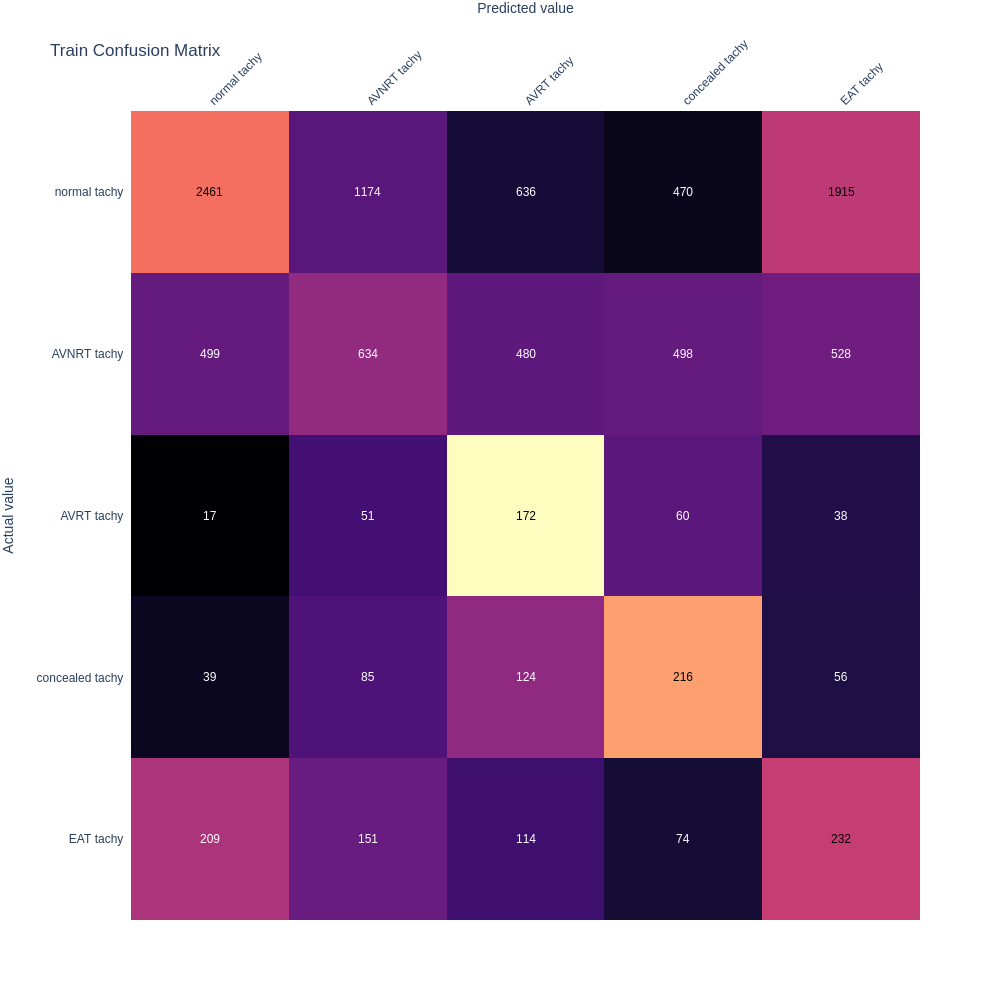 Predicted value
Train Confusion Matrix
normal tachy
AVNRT tachy
AVRT tachy
concealed tachy
EAT tachy
normal tachy 2461 1174 636 470 1915
AVNRT tachy 499 634 480 498 528
Actual value
AVRT tachy 17 51 172 60 38
concealed tachy 39 85 124 216 56
EAT tachy 209 151 114 74 232